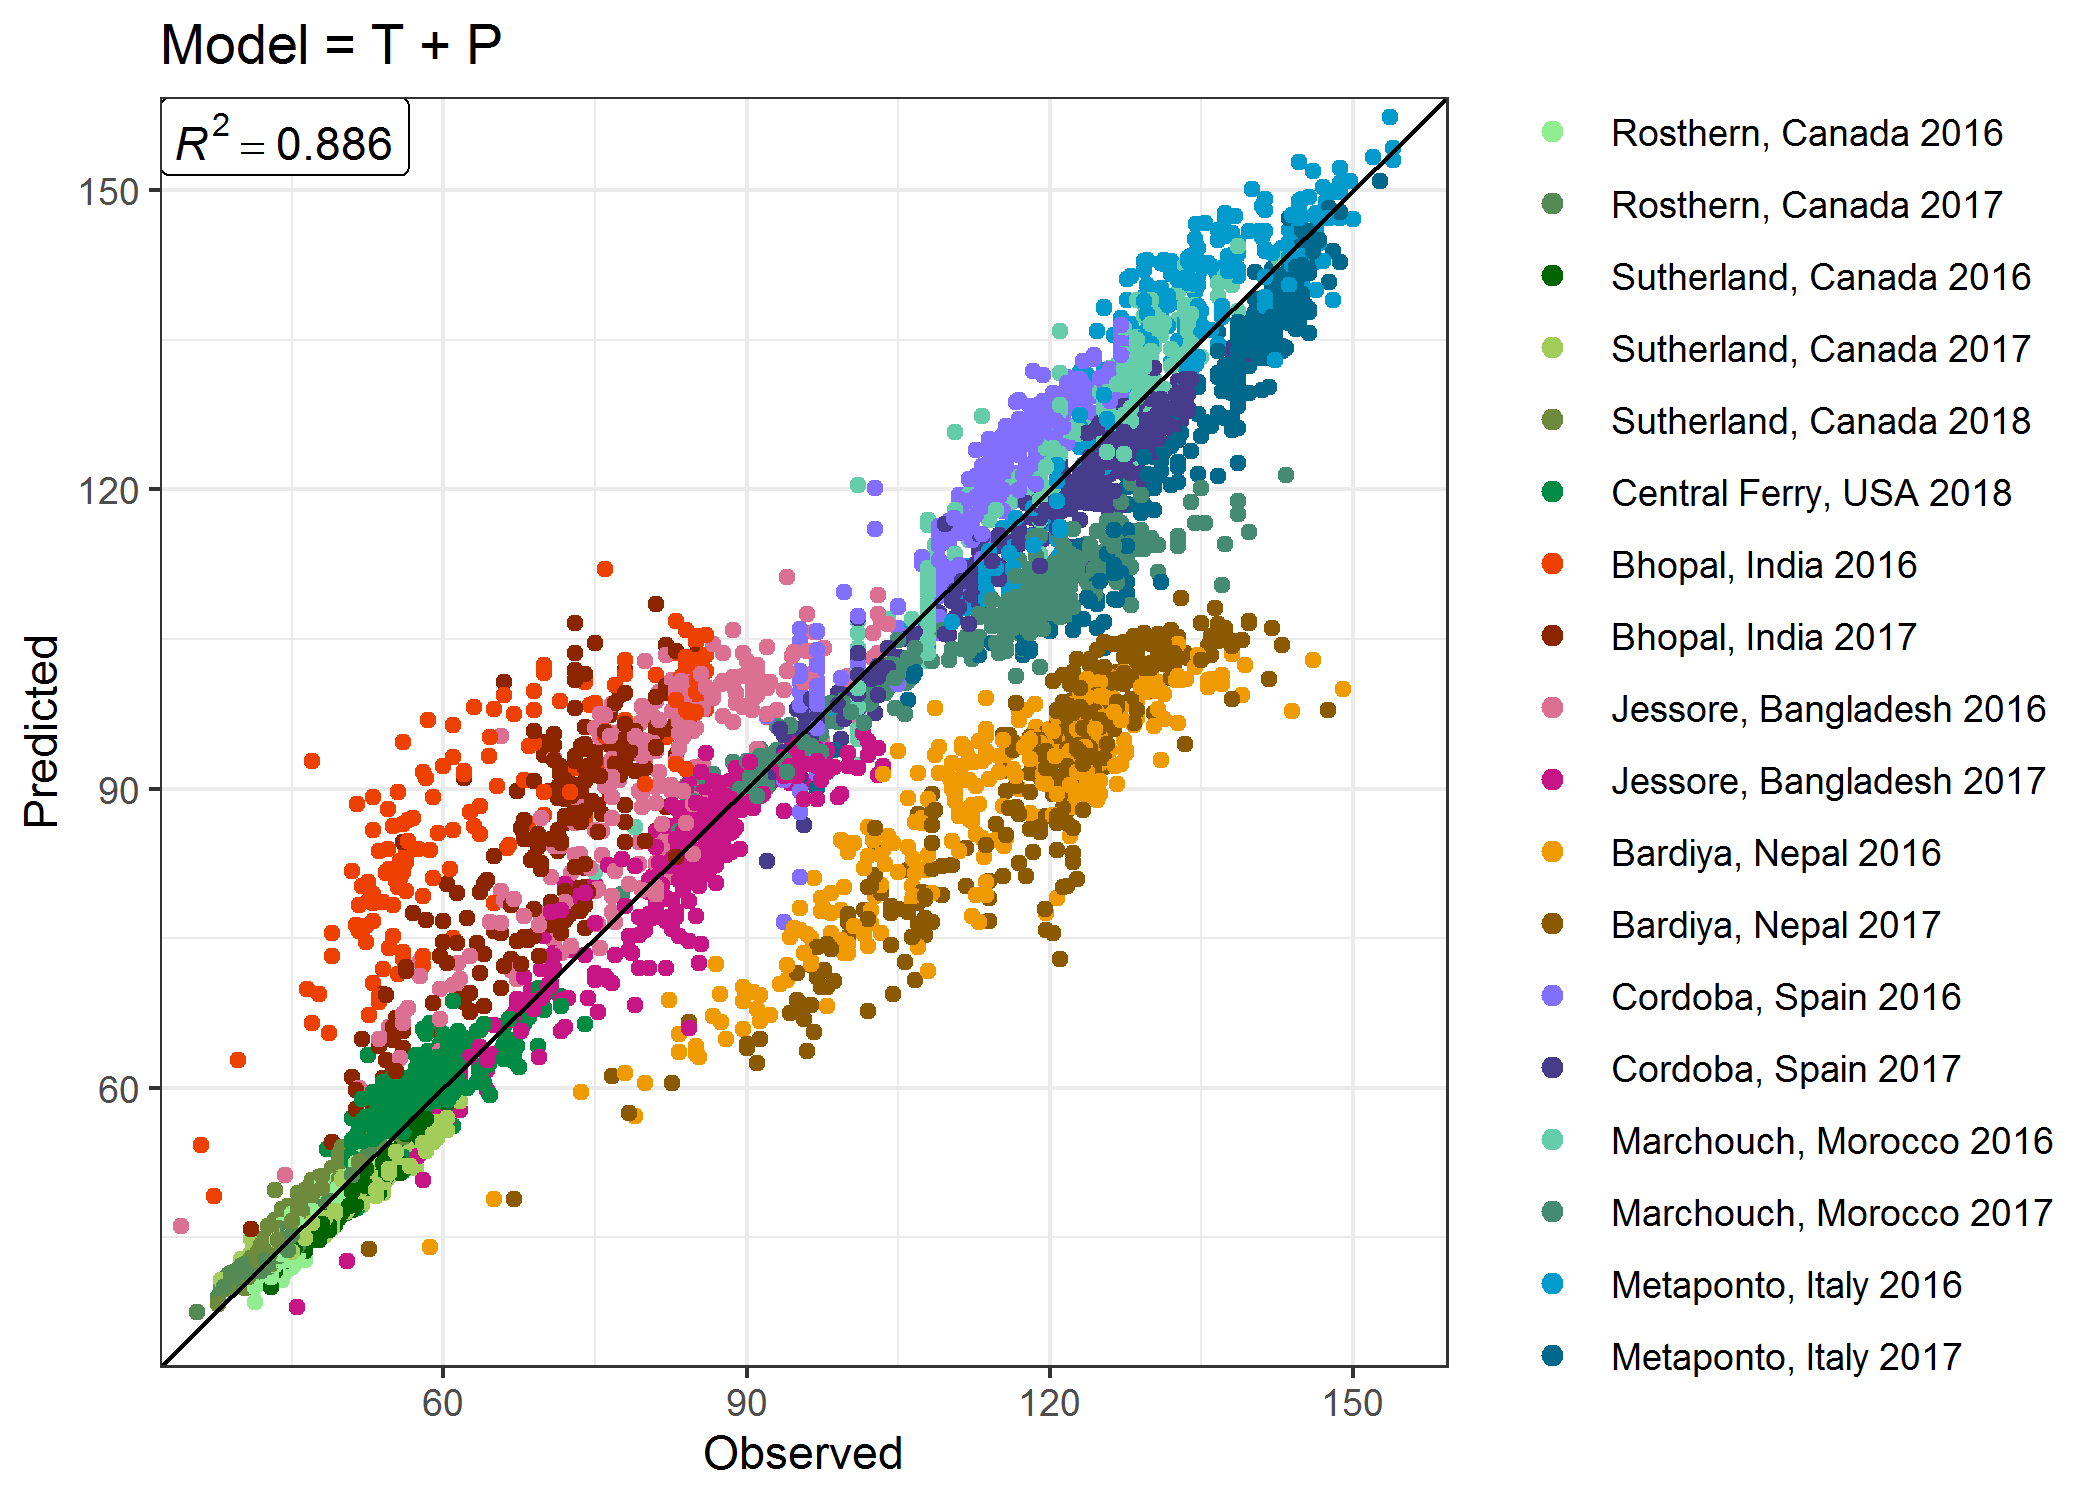 Model = T + P
R² = 0.886
150
120
90
60
Predicted
60 90 120 150
Observed
Rosthern, Canada 2016
Rosthern, Canada 2017
Sutherland, Canada 2016
Sutherland, Canada 2017
Sutherland, Canada 2018
Central Ferry, USA 2018
Bhopal, India 2016
Bhopal, India 2017
Jessore, Bangladesh 2016
Jessore, Bangladesh 2017
Bardiya, Nepal 2016
Bardiya, Nepal 2017
Cordoba, Spain 2016
Cordoba, Spain 2017
Marchouch, Morocco 2016
Marchouch, Morocco 2017
Metaponto, Italy 2016
Metaponto, Italy 2017